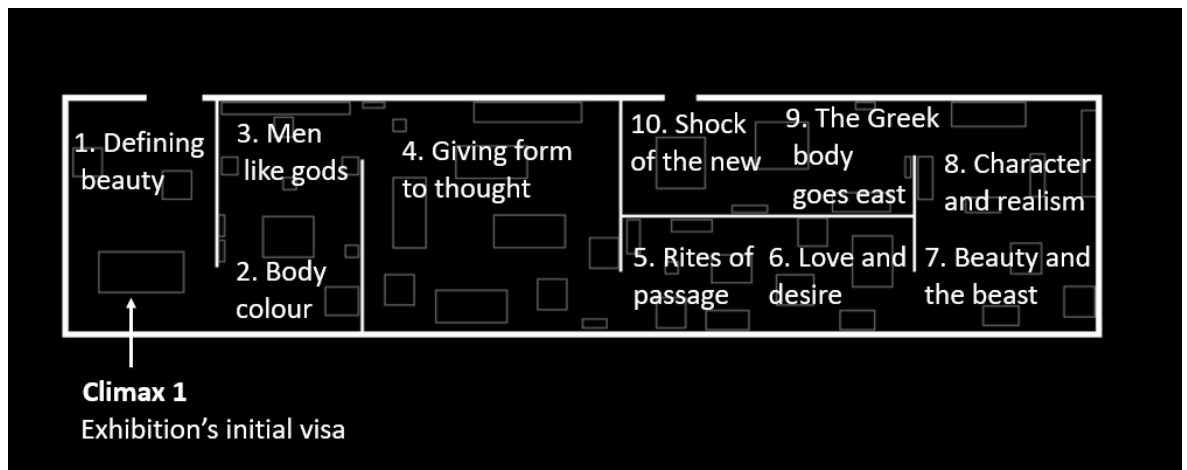 1. Defining
beauty
3. Men
like gods
2. Body
colour
4. Giving form
to thought
5. Rites of
passage
6. Love and
desire
7. Beauty and
the beast
8. Character
and realism
9. The Greek
body
goes east
10. Shock
of the new
Climax 1
Exhibition's initial visa